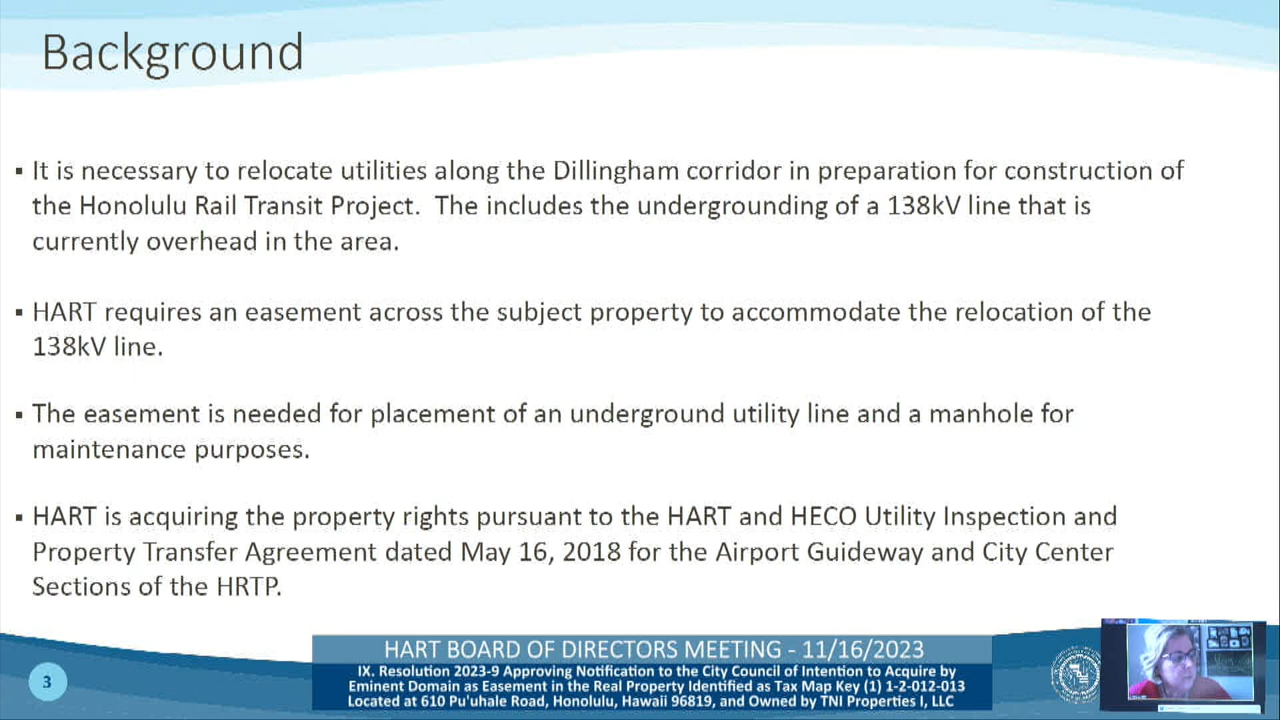 Background
▪ It is necessary to relocate utilities along the Dillingham corridor in preparation for construction of
the Honolulu Rail Transit Project.  The includes the undergrounding of a 138kV line that is
currently overhead in the area.
▪ HART requires an easement across the subject property to accommodate the relocation of the
138kV line.
▪ The easement is needed for placement of an underground utility line and a manhole for
maintenance purposes.
▪ HART is acquiring the property rights pursuant to the HART and HECO Utility Inspection and
Property Transfer Agreement dated May 16, 2018 for the Airport Guideway and City Center
Sections of the HRTP.
3
HART BOARD OF DIRECTORS MEETING - 11/16/2023
IX. Resolution 2023-9 Approving Notification to the City Council of Intention to Acquire by
Eminent Domain as Easement in the Real Property Identified as Tax Map Key (1) 1-2-012-013
Located at 610 Pu'uhale Road, Honolulu, Hawaii 96819, and Owned by TNI Properties I, LLC